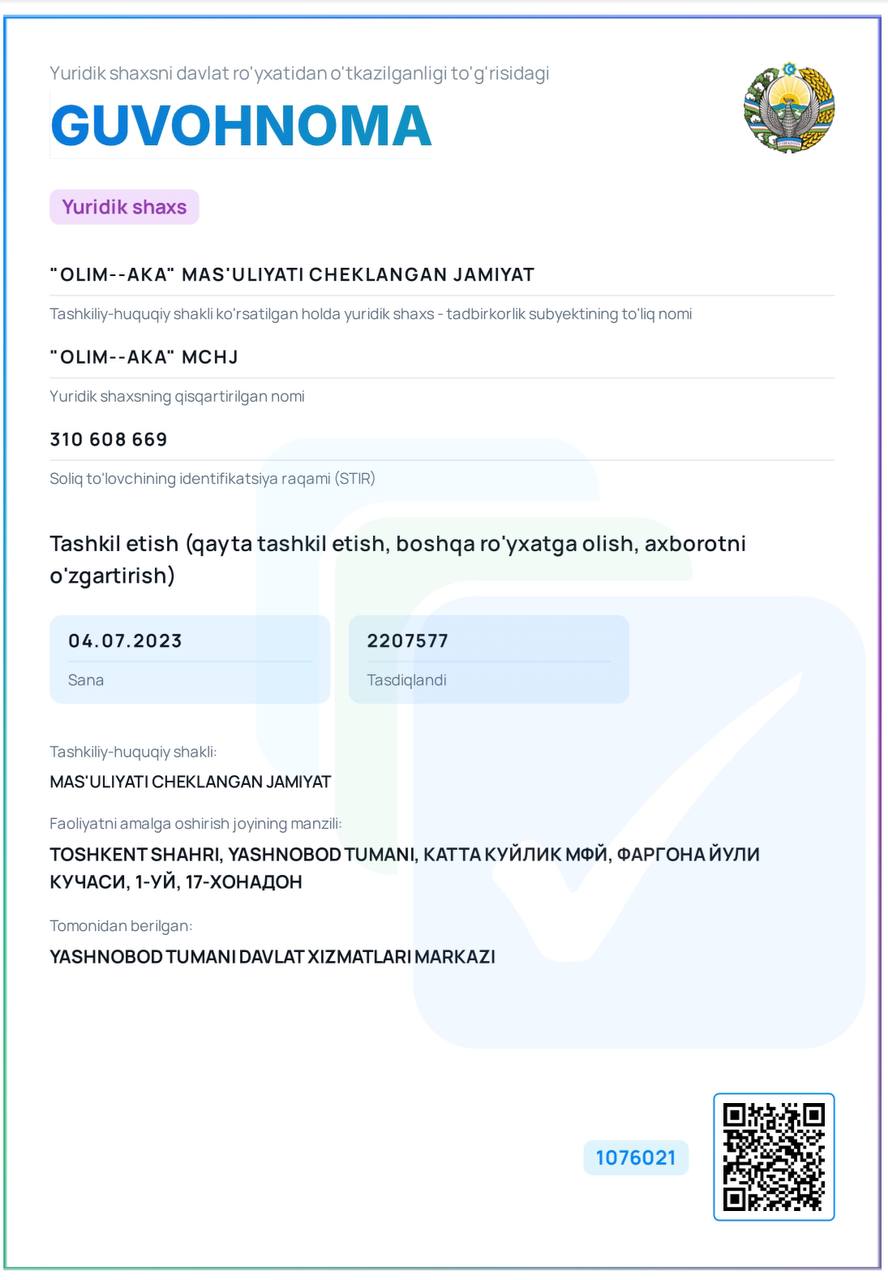 Yuridik shaxsni davlat ro'yxatidan o'tkazilganligi to'g'risidagi
GUVOHNOMA
Yuridik shaxs
"OLIM--AKA" MAS'ULIYATI CHEKLANGAN JAMIYAT
Tashkiliy-huquqiy shakli ko'rsatilgan holda yuridik shaxs - tadbirkorlik subyektining to'liq nomi
"OLIM--AKA" MCHJ
Yuridik shaxsning qisqartirilgan nomi
310 608 669
Soliq to'lovchining identifikatsiya raqami (STIR)
Tashkil etish (qayta tashkil etish, boshqa ro'yxatga olish, axborotni
o'zgartirish)
04.07.2023
Sana
2207577
Tasdiqlandi
Tashkiliy-huquqiy shakli:
MAS'ULIYATI CHEKLANGAN JAMIYAT
Faoliyatni amalga oshirish joyining manzili:
TOSHKENT SHAHRI, YASHNOBOD TUMANI, КАТТА КУЙЛИК МФЙ, ФАРГОНА ЙУЛИ
КУЧАСИ, 1-УЙ, 17-ХОНАДОН
Tomonidan berilgan:
YASHNOBOD TUMANI DAVLAT XIZMATLARI MARKAZI
1076021